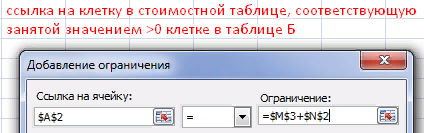 ссылка на клетку в стоимостной таблице, соответствующую
занятой значением >0 клетке в таблице Б
Добавление ограничения
Ссылка на ячейку:
Ограничение:
$A$2
=
=$M$3+$N$2